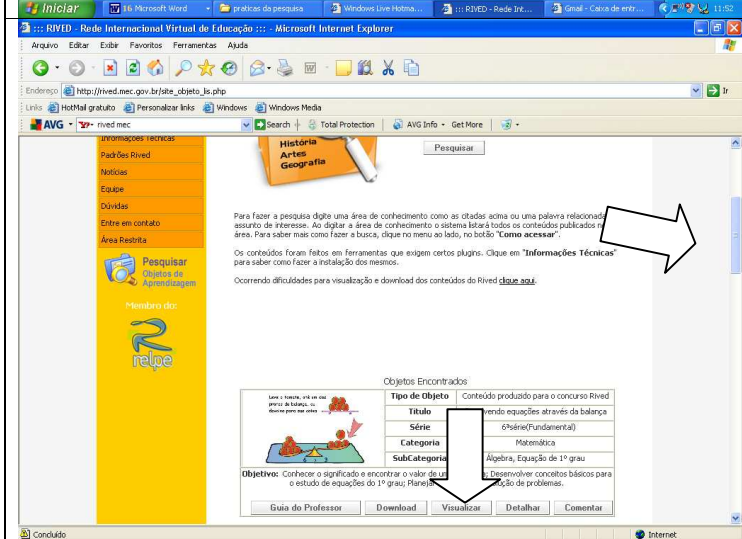 Iniciar
16 Microsoft Word
praticas da pesquisa
Windows Live Hotma...
::: RIVED - Rede Int...
Gmail - Caixa de entr...
11:52
::: RIVED - Rede Internacional Virtual de Educação ::: - Microsoft Internet Explorer
Arquivo Editar Exibir Favoritos Ferramentas Ajuda
Endereço http://rived.mec.gov.br/site_objeto_lis.php Ir
Links HotMail gratuito Personalizar links Windows Windows Media
AVG rived mec Search Total Protection AVG Info Get More
Informações Técnicas
Padrões Rived
Notícias
Equipe
Dúvidas
Entre em contato
Área Restrita
Pesquisar
Objetos de
Aprendizagem
Membro do:
relpe
História
Artes
Geografia
Pesquisar
Para fazer a pesquisa digite uma área de conhecimento como as citadas acima ou uma palavra relacionada
assunto de interesse. Ao digitar a área de conhecimento o sistema listará todos os conteúdos publicados
área. Para saber mais como fazer a busca, clique no menu ao lado, no botão "Como acessar".
Os conteúdos foram feitos em ferramentas que exigem certos plugins. Clique em "Informações Técnicas"
para saber como fazer a instalação dos mesmos.
Ocorrendo dificuldades para visualização e download dos conteúdos do Rived clique aqui.
Objetos Encontrados
Tipo de Objeto Conteúdo produzido para o concurso Rived
Título equações através da balança
Série 6ªsérie(Fundamental)
Categoria Matemática
SubCategoria Álgebra, Equação de 1º grau
Objetivo: Conhecer o significado e encontrar o valor de Desenvolver conceitos básicos para
o estudo de equações do 1º grau; de problemas.
Guia do Professor Download Visualizar Detalhar Comentar
Concluído
Internet